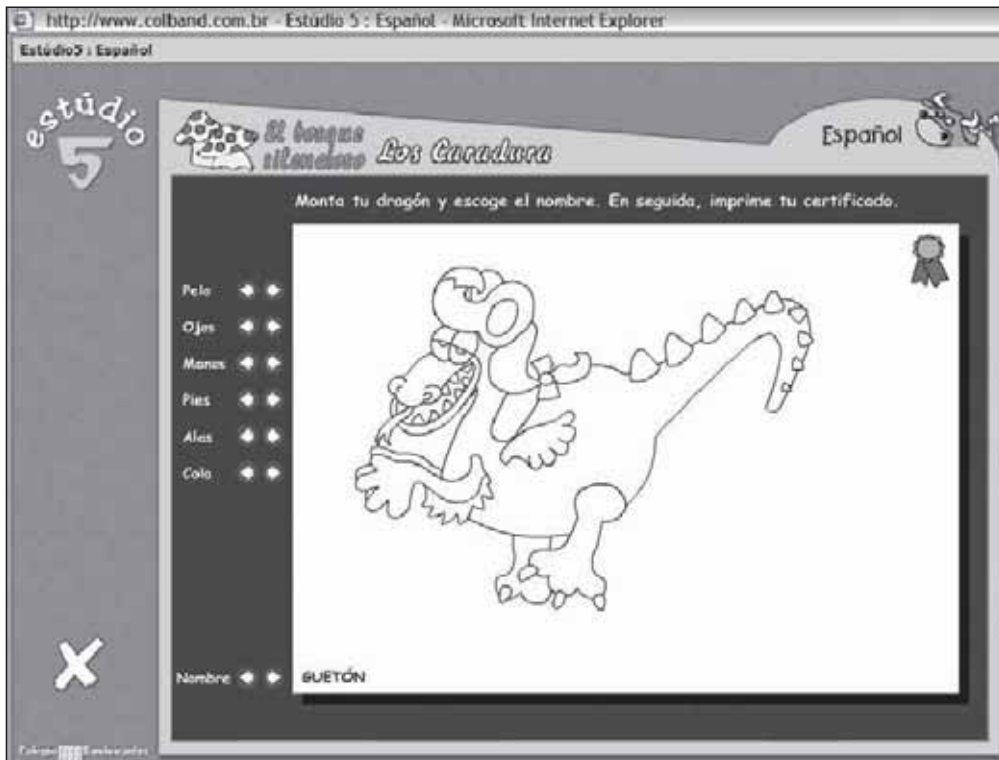 http://www.colband.com.br - Estúdio 5 : Español - Microsoft Internet Explorer
Estúdio5 : Español
estúdio
5
El bosque
silencioso
Los Caradura
Español
Monta tu dragón y escoge el nombre. En seguida, imprime tu certificado.
Pelo
Ojos
Manos
Pies
Alas
Cola
Nombre
GUETÓN
Colégio Bandeirantes